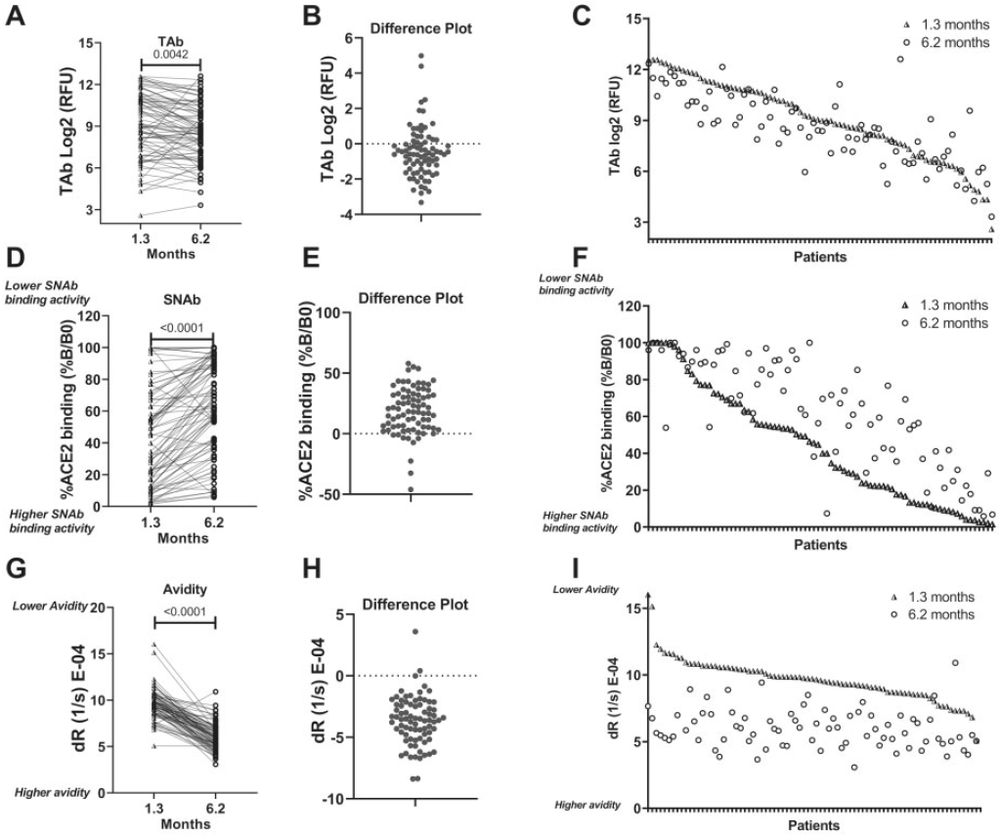 A
TAb
0.0042
TAb Log2 (RFU)
15
12
9
6
3
1.3
6.2
Months
B
Difference Plot
TAb Log2 (RFU)
6
4
2
0
-2
-4
C
1.3 months
6.2 months
TAb log2 (RFU)
15
12
9
6
3
Patients
D
Lower SNAb
binding activity
SNAb
<0.0001
%ACE2 binding (%B/B0)
120
100
80
60
40
20
0
Higher SNAb
binding activity
1.3
6.2
Months
E
Difference Plot
%ACE2 binding (%B/B0)
100
50
0
-50
F
Lower SNAb
binding activity
1.3 months
6.2 months
%ACE2 binding (%B/B0)
120
100
80
60
40
20
0
Higher SNAb
binding activity
Patients
G
Avidity
Lower Avidity
<0.0001
dR (1/s) E-04
20
15
10
5
0
Higher avidity
1.3
6.2
Months
H
Difference Plot
dR (1/s) E-04
5
0
-5
-10
I
Lower Avidity
1.3 months
6.2 months
dR (1/s) E-04
15
10
5
0
Higher avidity
Patients